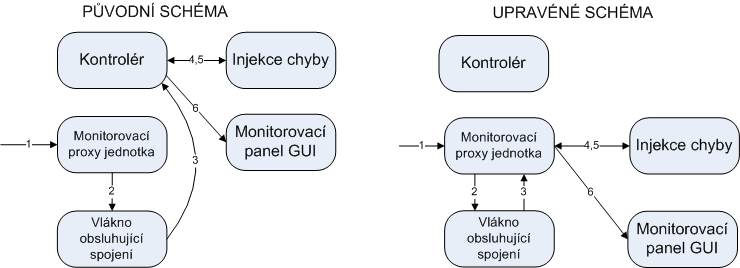 PŮVODNÍ SCHÉMA
Kontrolér
4,5
Injekce chyby
6
1
Monitorovací
proxy jednotka
Monitorovací
panel GUI
3
2
Vlákno
obsluhující
spojení
UPRAVÉNÉ SCHÉMA
Kontrolér
1
Monitorovací
proxy jednotka
4,5
Injekce chyby
2
3
6
Vlákno
obsluhující
spojení
Monitorovací
panel GUI